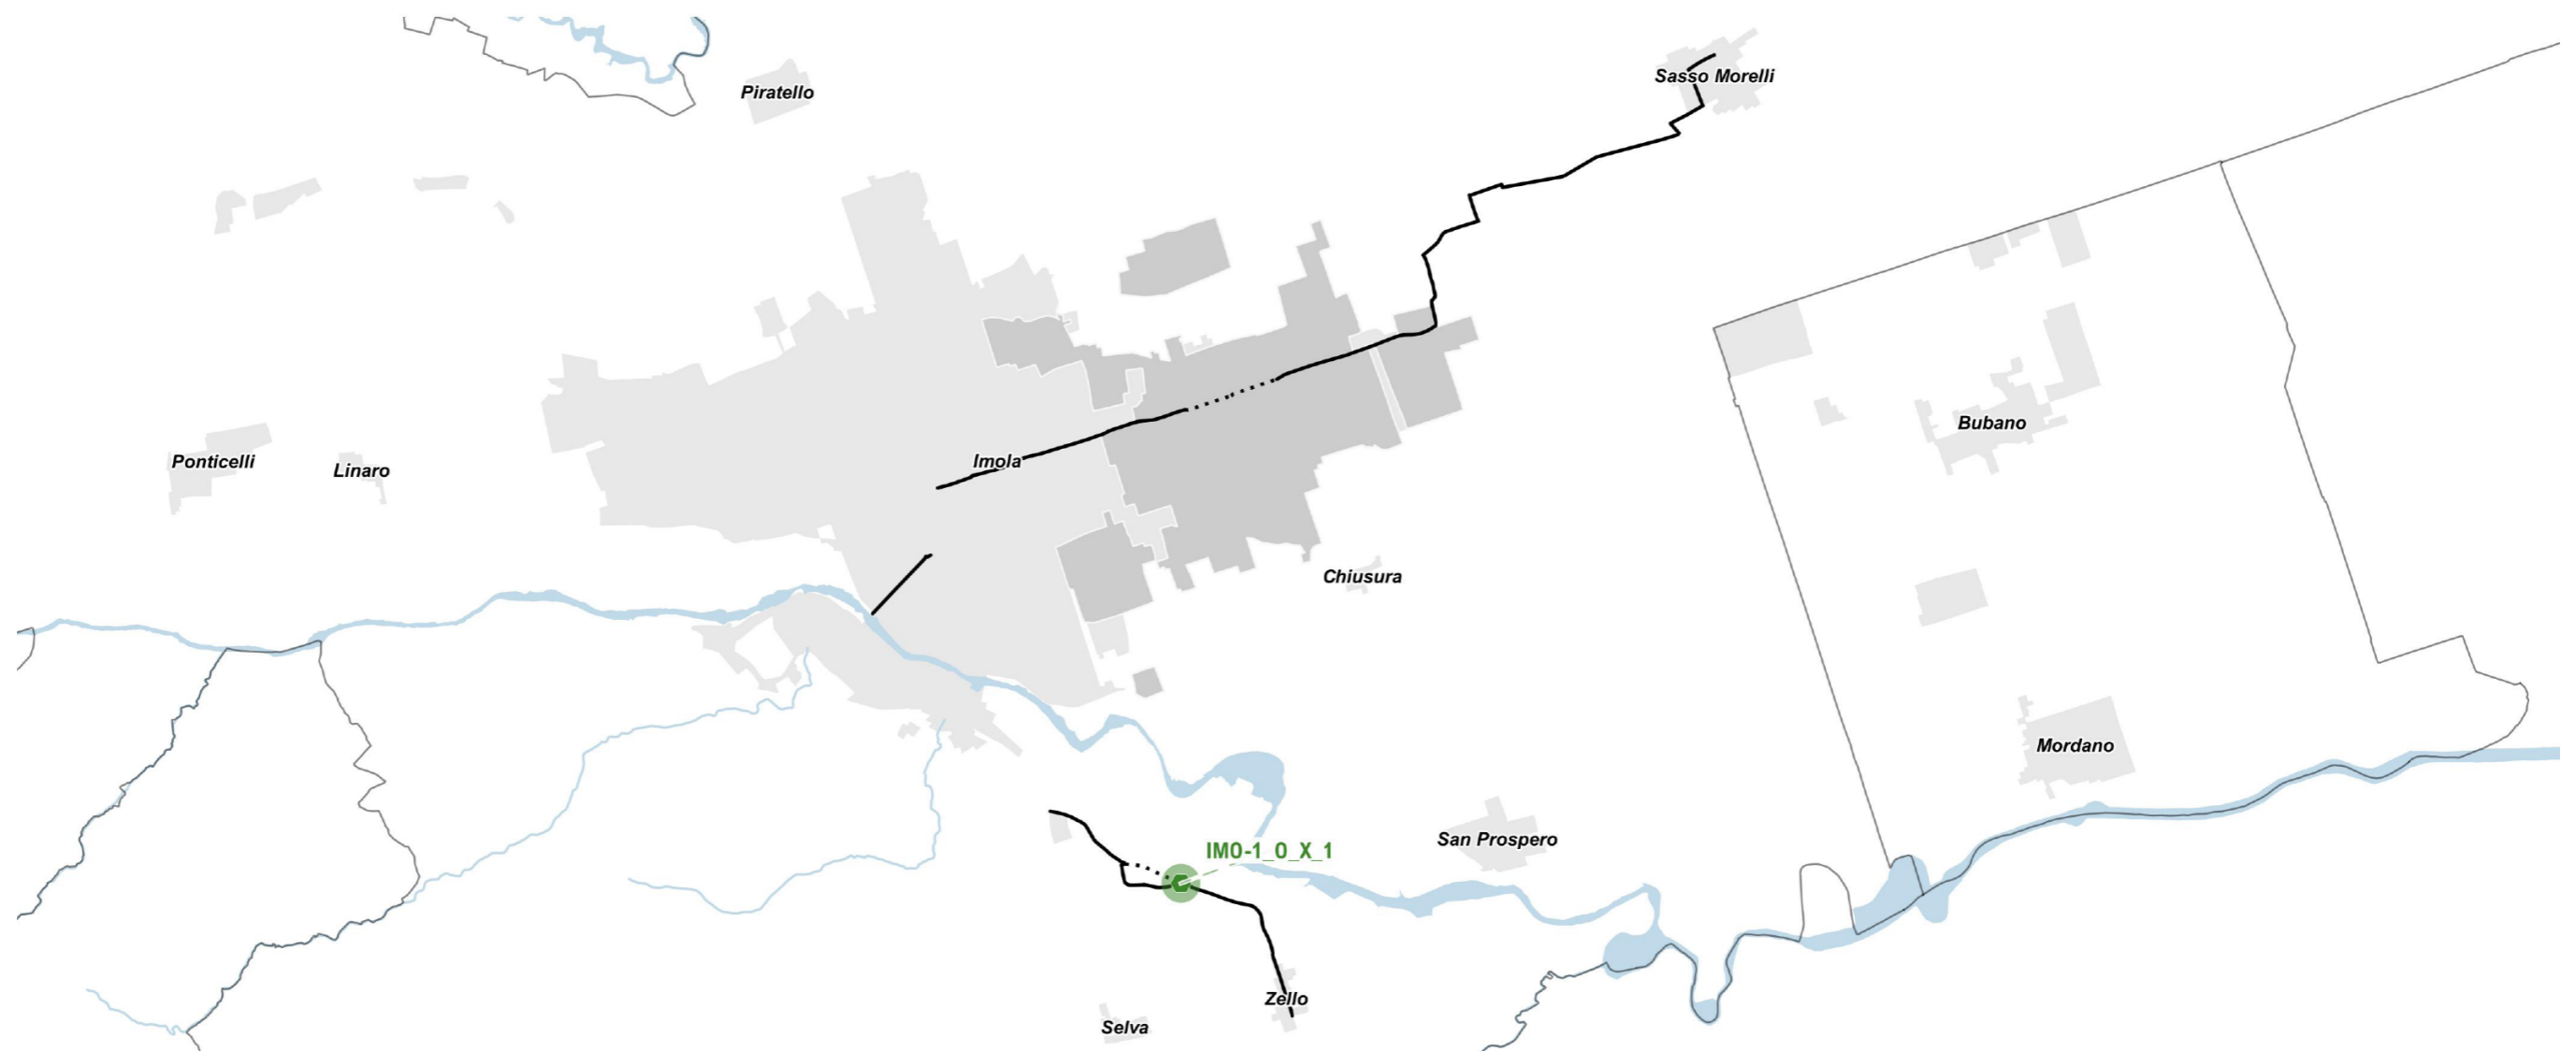 Sasso Morelli
Piratello
Bubano
Ponticelli
Linaro
Imola
Chiusura
Mordano
San Prospero
IMO-1_0_X_1
Zello
Selva